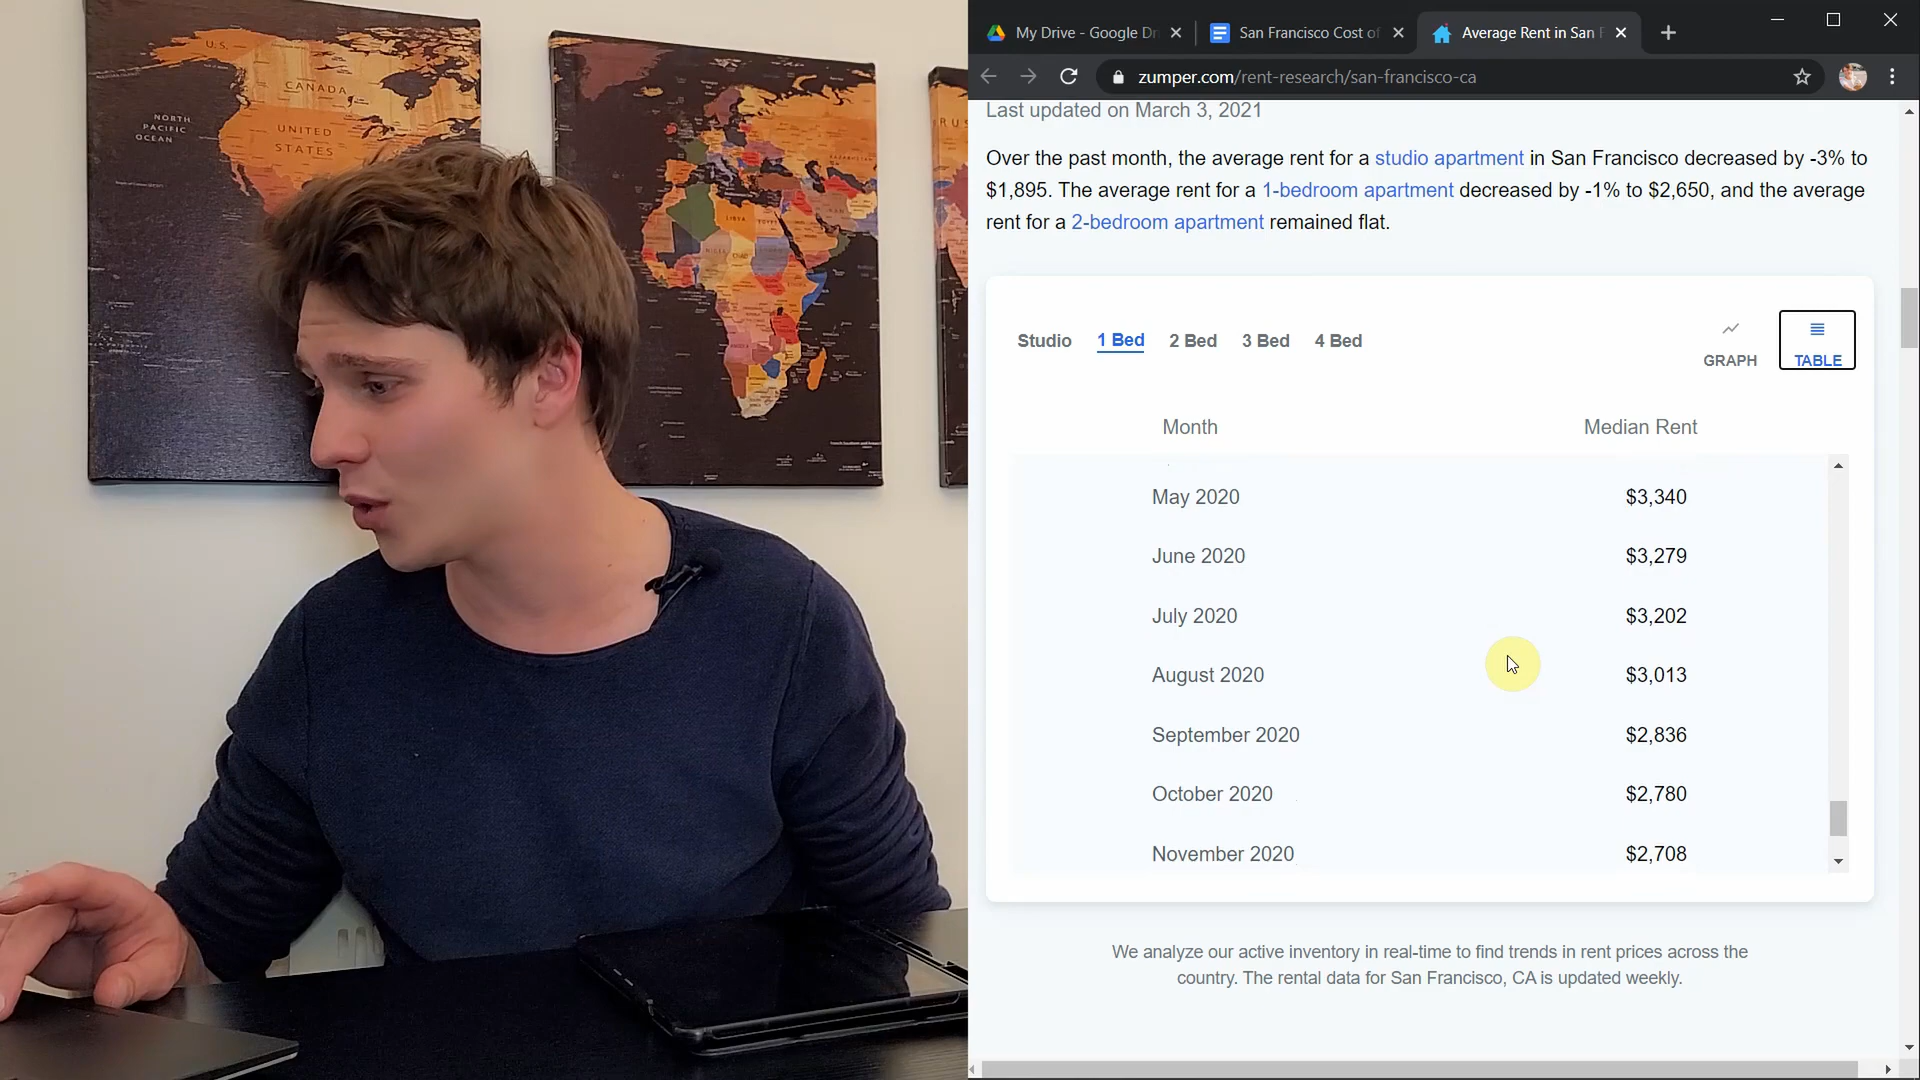 My Drive - Google Dr
San Francisco Cost of
Average Rent in San F
zumper.com/rent-research/san-francisco-ca
Last updated on March 3, 2021
Over the past month, the average rent for a studio apartment in San Francisco decreased by -3% to
$1,895. The average rent for a 1-bedroom apartment decreased by -1% to $2,650, and the average
rent for a 2-bedroom apartment remained flat.
Studio 1 Bed 2 Bed 3 Bed 4 Bed
GRAPH TABLE
Month Median Rent
May 2020 $3,340
June 2020 $3,279
July 2020 $3,202
August 2020 $3,013
September 2020 $2,836
October 2020 $2,780
November 2020 $2,708
We analyze our active inventory in real-time to find trends in rent prices across the
country. The rental data for San Francisco, CA is updated weekly.
U.S.
CANADA
NORTH
PACIFIC
OCEAN
UNITED
STATES
RUS